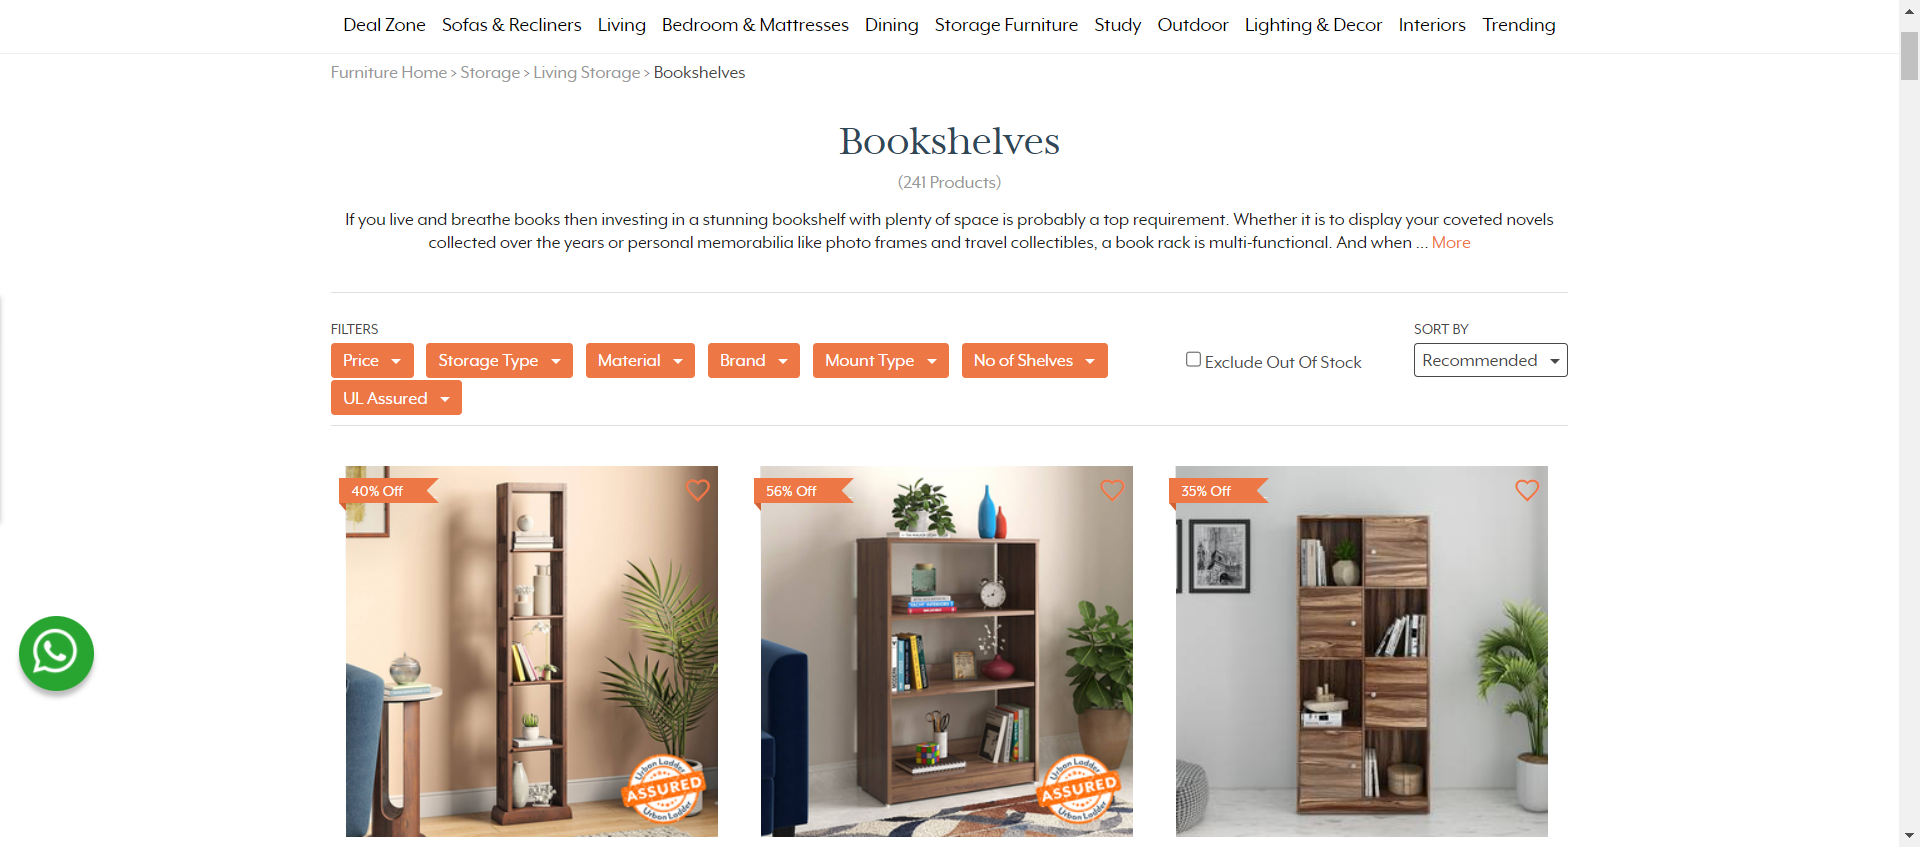 Deal Zone Sofas & Recliners Living Bedroom & Mattresses Dining Storage Furniture Study Outdoor Lighting & Decor Interiors Trending
Furniture Home > Storage > Living Storage > Bookshelves
Bookshelves
(241 Products)
If you live and breathe books then investing in a stunning bookshelf with plenty of space is probably a top requirement. Whether it is to display your coveted novels
collected over the years or personal memorabilia like photo frames and travel collectibles, a book rack is multi-functional. And when ... More
FILTERS
SORT BY
Price Storage Type Material Brand Mount Type No of Shelves
Exclude Out Of Stock
Recommended
UL Assured
40% Off
56% Off
35% Off
Urban Ladder
ASSURED
Urban Ladder
Urban Ladder
ASSURED
Urban Ladder